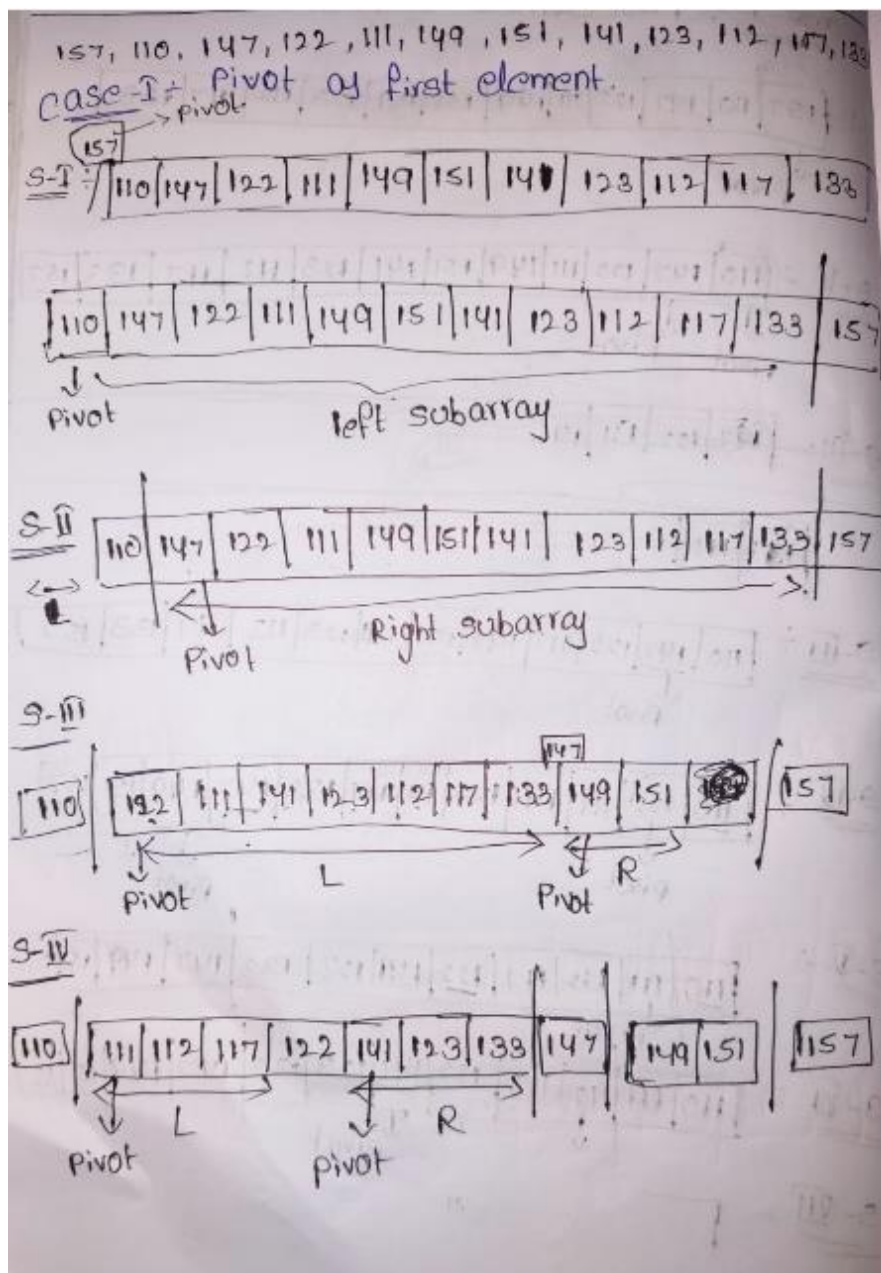 157, 110, 147, 122, 111, 149, 151, 141, 123, 112, 117, 133
Case-I:- Pivot as first element.
157 → pivot.
S-I:- 110 147 122 111 149 151 141 123 112 117 133
110 147 122 111 149 151 141 123 112 117 133 157
Pivot left subarray
S-II 110 147 122 111 149 151 141 123 112 117 133 157
L Pivot Right subarray
S-III
147
110 122 111 141 123 112 117 133 149 151 157
Pivot L Pivot R
S-IV
110 111 112 117 122 141 123 133 147 149 151 157
Pivot L pivot R